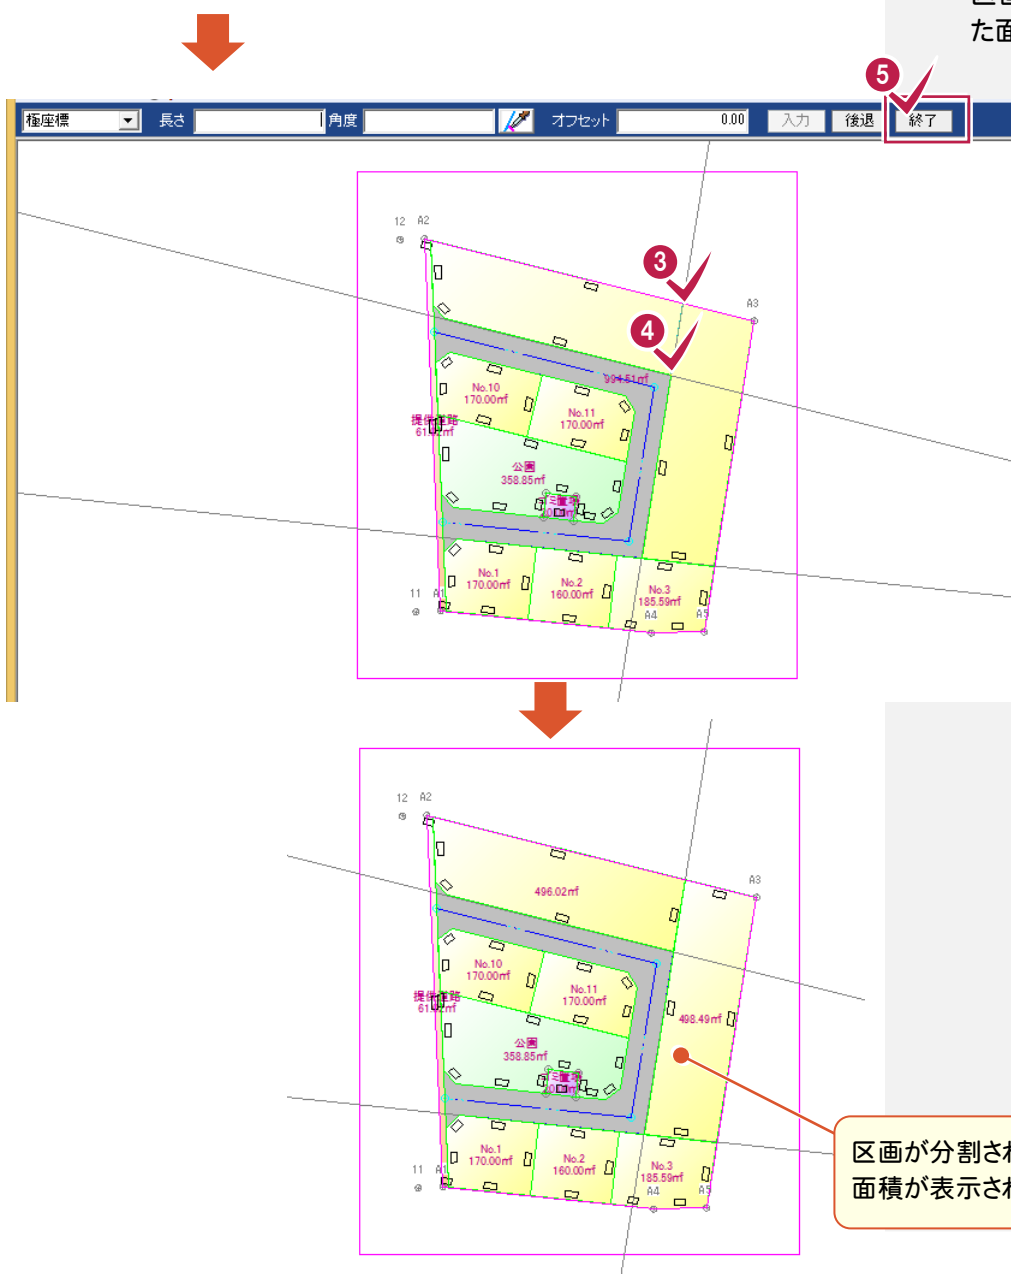 た面
5
極座標 長さ 角度 オフセット 0.00 入力 後退 終了
12 A2
3
A3
4
994.51㎡
No.10
170.00㎡
No.11
170.00㎡
提供道路
公園
358.85㎡
No.1
170.00㎡
No.2
160.00㎡
No.3
185.59㎡
11 A1
A4 A5
12 A2
A3
496.02㎡
No.10
170.00㎡
No.11
170.00㎡
498.49㎡
提供道路
公園
358.85㎡
No.1
170.00㎡
No.2
160.00㎡
No.3
185.59㎡
11 A1
A4 A5
区画が分割され
面積が表示され